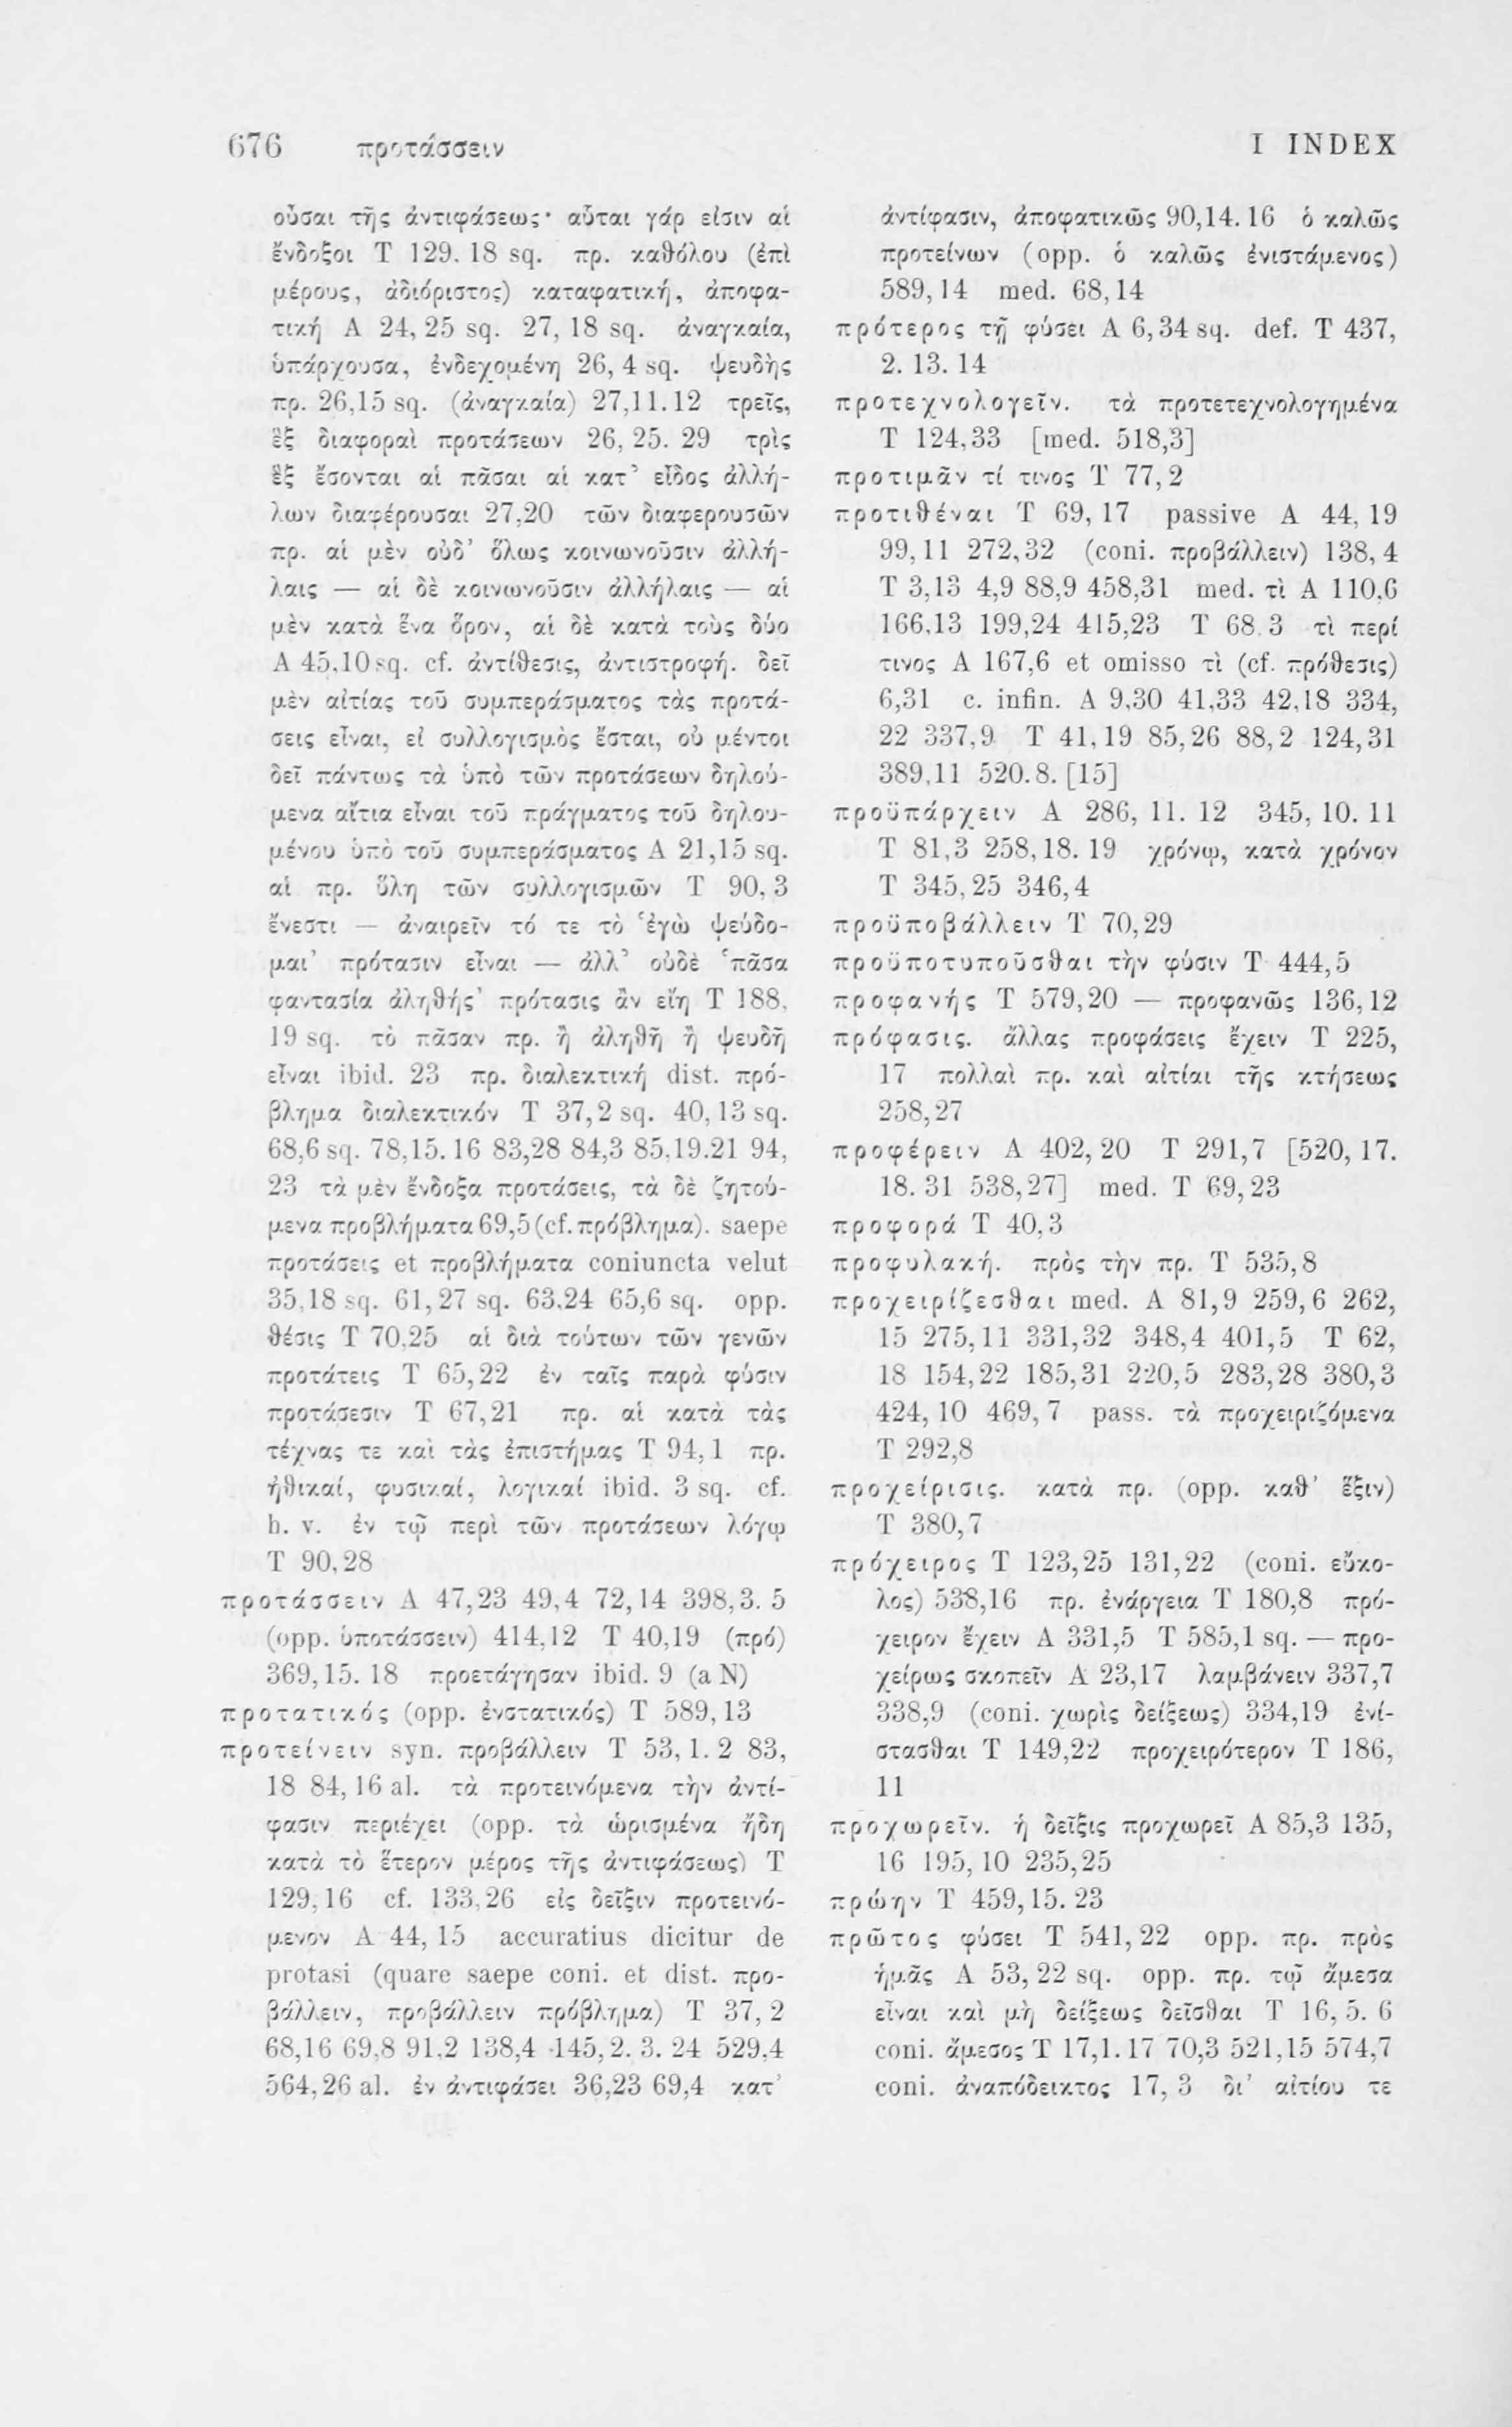 676 προτάσσειν
I INDEX
οὖσαι τῆς ἀντιφάσεως· αὗται γάρ εἰσιν αἱ
ἔνδοξοι T 129. 18 sq. πρ. καθόλου (ἐπὶ
μέρους, ἀδιόριστος) καταφατική, ἀποφα-
τική A 24, 25 sq. 27, 18 sq. ἀναγκαία,
ὑπάρχουσα, ἐνδεχομένη 26, 4 sq. ψευδὴς
πρ. 26,15 sq. (ἀναγκαία) 27,11.12 τρεῖς,
ἓξ διαφοραὶ προτάσεων 26, 25. 29 τρὶς
ἓξ ἔσονται αἱ πᾶσαι αἱ κατ᾽ εἶδος ἀλλή-
λων διαφέρουσαι 27,20 τῶν διαφερουσῶν
πρ. αἱ μὲν οὐδ᾽ ὅλως κοινωνοῦσιν ἀλλή-
λαις — αἱ δὲ κοινωνοῦσιν ἀλλήλαις — αἱ
μὲν κατὰ ἕνα ὅρον, αἱ δὲ κατὰ τοὺς δύο
A 45,10 sq. cf. ἀντίθεσις, ἀντιστροφή. δεῖ
μὲν αἰτίας τοῦ συμπεράσματος τὰς προτά-
σεις εἶναι, εἰ συλλογισμὸς ἔσται, οὐ μέντοι
δεῖ πάντως τὰ ὑπὸ τῶν προτάσεων δηλού-
μενα αἴτια εἶναι τοῦ πράγματος τοῦ δηλου-
μένου ὑπὸ τοῦ συμπεράσματος A 21,15 sq.
αἱ πρ. ὕλη τῶν συλλογισμῶν T 90, 3
ἔνεστι — ἀναιρεῖν τό τε τὸ ‘ἐγὼ ψεύδο-
μαι’ πρότασιν εἶναι — ἀλλ᾽ οὐδὲ ‘πᾶσα
φαντασία ἀληθής’ πρότασις ἂν εἴη T 188,
19 sq. τὸ πᾶσαν πρ. ἢ ἀληθῆ ἢ ψευδῆ
εἶναι ibid. 23 πρ. διαλεκτική dist. πρό-
βλημα διαλεκτικόν T 37, 2 sq. 40, 13 sq.
68,6 sq. 78,15. 16 83,28 84,3 85,19.21 94,
23 τὰ μὲν ἔνδοξα προτάσεις, τὰ δὲ ζητού-
μενα προβλήματα 69,5 (cf. πρόβλημα). saepe
προτάσεις et προβλήματα coniuncta velut
35,18 sq. 61, 27 sq. 63,24 65,6 sq. opp.
θέσις T 70,25 αἱ διὰ τούτων τῶν γενῶν
προτάτεις T 65, 22 ἐν ταῖς παρὰ φύσιν
προτάσεσιν T 67,21 πρ. αἱ κατὰ τὰς
τέχνας τε καὶ τὰς ἐπιστήμας T 94, 1 πρ.
ἠθικαί, φυσικαί, λογικαί ibid. 3 sq. cf.
h. v. ἐν τῷ περὶ τῶν προτάσεων λόγῳ
T 90, 28
προτάσσειν A 47,23 49,4 72,14 398,3. 5
(opp. ὑποτάσσειν) 414,12 T 40,19 (πρό)
369,15. 18 προετάγησαν ibid. 9 (a N)
προτατικός (opp. ἐνστατικός) T 589, 13
προτείνειν syn. προβάλλειν T 53, 1. 2 83,
18 84, 16 al. τὰ προτεινόμενα τὴν ἀντί-
φασιν περιέχει (opp. τὰ ὡρισμένα ἤδη
κατὰ τὸ ἕτερον μέρος τῆς ἀντιφάσεως) T
129, 16 cf. 133, 26 εἰς δεῖξιν προτεινό-
μενον A 44, 15 accuratius dicitur de
protasi (quare saepe coni. et dist. προ-
βάλλειν, προβάλλειν πρόβλημα) T 37, 2
68,16 69,8 91,2 138,4 145, 2. 3. 24 529,4
564, 26 al. ἐν ἀντιφάσει 36,23 69,4 κατ᾽
ἀντίφασιν, ἀποφατικῶς 90,14. 16 ὁ καλῶς
προτείνων (opp. ὁ καλῶς ἐνιστάμενος)
589, 14 med. 68, 14
πρότερος τῇ φύσει A 6,34 sq. def. T 437,
2. 13. 14
προτεχνολογεῖν. τὰ προτετεχνολογημένα
T 124,33 [med. 518,3]
προτιμᾶν τί τινος T 77, 2
προτιθέναι T 69, 17 passive A 44, 19
99, 11 272,32 (coni. προβάλλειν) 138, 4
T 3,13 4,9 88,9 458,31 med. τὶ A 110,6
166,13 199,24 415,23 T 68. 3 τὶ περί
τινος A 167,6 et omisso τὶ (cf. πρόθεσις)
6,31 c. infin. A 9,30 41,33 42,18 334,
22 337,9 T 41, 19 85, 26 88, 2 124, 31
389,11 520. 8. [15]
προϋπάρχειν A 286, 11. 12 345, 10. 11
T 81,3 258,18. 19 χρόνῳ, κατὰ χρόνον
T 345, 25 346, 4
προϋποβάλλειν T 70,29
προϋποτυποῦσθαι τὴν φύσιν T 444, 5
προφανής T 579,20 — προφανῶς 136,12
πρόφασις. ἄλλας προφάσεις ἔχειν T 225,
17 πολλαὶ πρ. καὶ αἰτίαι τῆς κτήσεως
258,27
προφέρειν A 402, 20 T 291,7 [520, 17.
18. 31 538,27] med. T 69,23
προφορά T 40,3
προφυλακή. πρὸς τὴν πρ. T 535, 8
προχειρίζεσθαι med. A 81,9 259, 6 262,
15 275,11 331,32 348,4 401,5 T 62,
18 154,22 185,31 220,5 283,28 380,3
424, 10 469, 7 pass. τὰ προχειριζόμενα
T 292,8
προχείρισις. κατὰ πρ. (opp. καθ᾽ ἕξιν)
T 380,7
πρόχειρος T 123,25 131,22 (coni. εὔκο-
λος) 538,16 πρ. ἐνάργεια T 180,8 πρό-
χειρον ἔχειν A 331,5 T 585,1 sq. — προ-
χείρως σκοπεῖν A 23,17 λαμβάνειν 337,7
338,9 (coni. χωρὶς δείξεως) 334,19 ἐνί-
στασθαι T 149,22 προχειρότερον T 186,
11
προχωρεῖν. ἡ δεῖξις προχωρεῖ A 85,3 135,
16 195, 10 235,25
πρώην T 459, 15. 23
πρῶτος φύσει T 541, 22 opp. πρ. πρὸς
ἡμᾶς A 53, 22 sq. opp. πρ. τῷ ἄμεσα
εἶναι καὶ μὴ δείξεως δεῖσθαι T 16, 5. 6
coni. ἄμεσος T 17,1. 17 70,3 521,15 574,7
coni. ἀναπόδεικτος 17, 3 δι᾽ αἰτίου τε